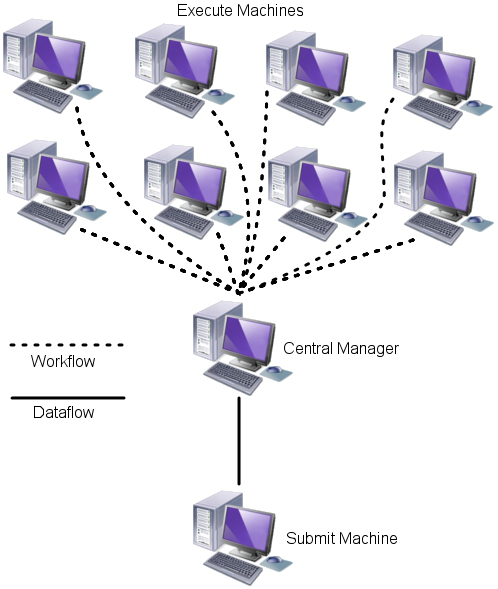 Execute Machines
Central Manager
Workflow
Dataflow
Submit Machine